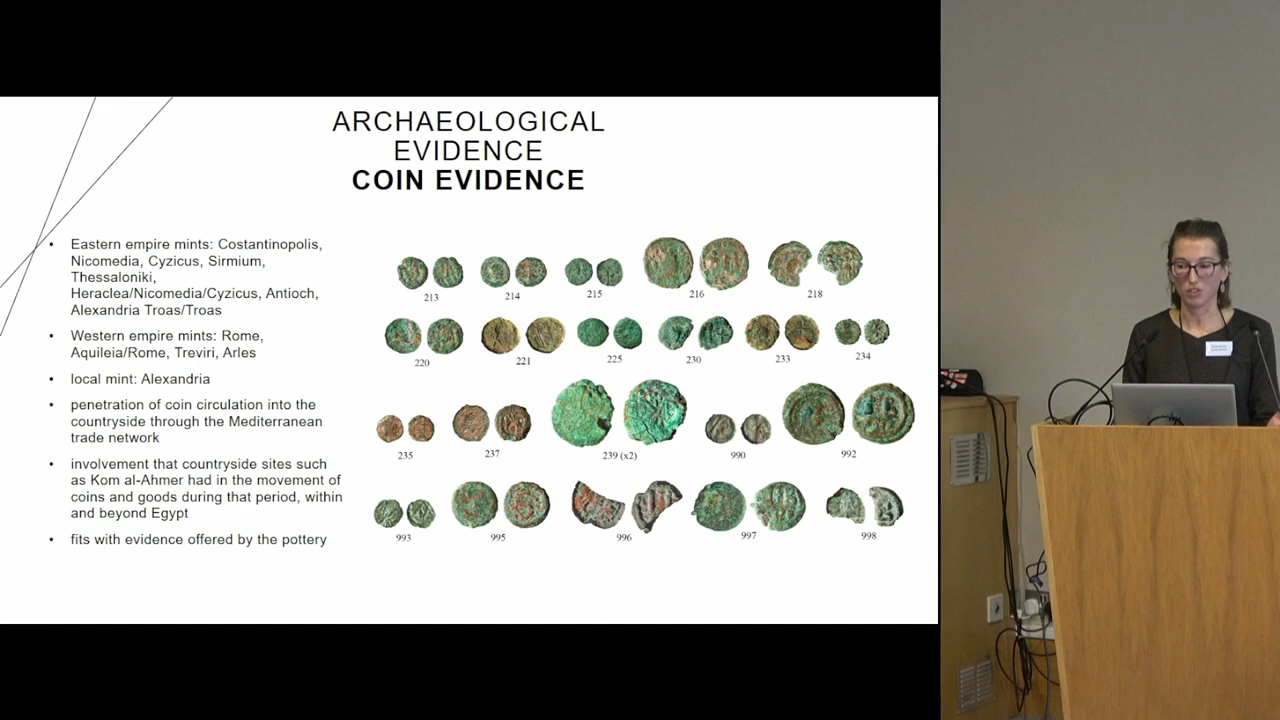 ARCHAEOLOGICAL
EVIDENCE
COIN EVIDENCE
• Eastern empire mints: Costantinopolis,
Nicomedia, Cyzicus, Sirmium,
Thessaloniki,
Heraclea/Nicomedia/Cyzicus, Antioch,
Alexandria Troas/Troas
• Western empire mints: Rome,
Aquileia/Rome, Treviri, Arles
• local mint: Alexandria
• penetration of coin circulation into the
countryside through the Mediterranean
trade network
• involvement that countryside sites such
as Kom al-Ahmer had in the movement of
coins and goods during that period, within
and beyond Egypt
• fits with evidence offered by the pottery
213 214 215 216 218
220 221 225 230 233 234
235 237 239 (x2) 990 992
993 995 996 997 998